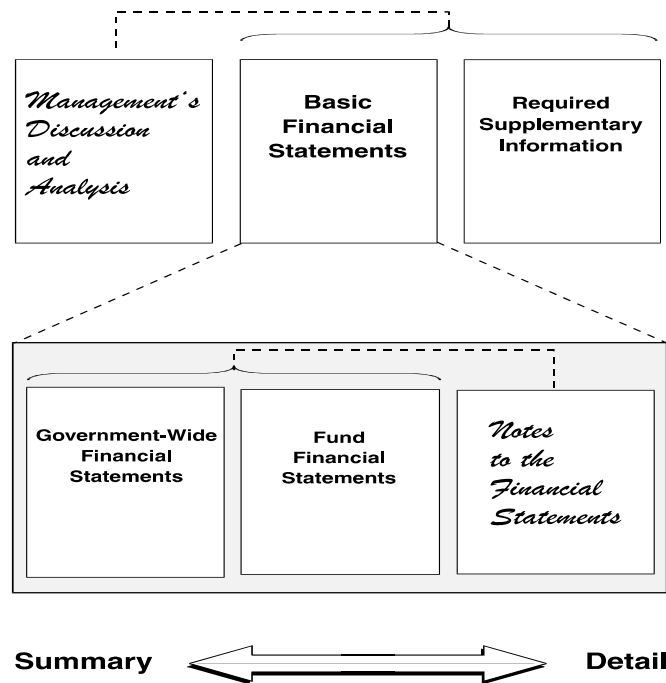 Management's
Discussion
and
Analysis
Basic
Financial
Statements
Required
Supplementary
Information
Government-Wide
Financial
Statements
Fund
Financial
Statements
Notes
to the
Financial
Statements
Summary
Detail